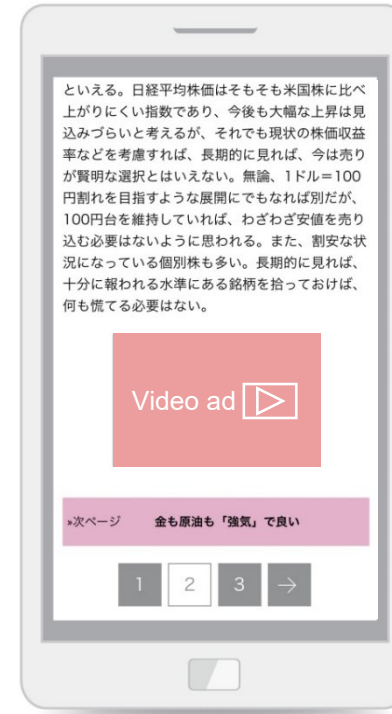 といえる。日経平均株価はそもそも米国株に比べ
上がりにくい指数であり、今後も大幅な上昇は見
込みづらいと考えるが、それでも現状の株価収益
率などを考慮すれば、長期的に見れば、今は売り
が賢明な選択とはいえない。無論、1ドル＝100
円割れを目指すような展開にでもなれば別だが、
100円台を維持していれば、わざわざ安値を売り
込む必要はないように思われる。また、割安な状
況になっている個別株も多い。長期的に見れば、
十分に報われる水準にある銘柄を拾っておけば、
何も慌てる必要はない。
Video ad
»次ページ 金も原油も「強気」で良い
1 2 3 →